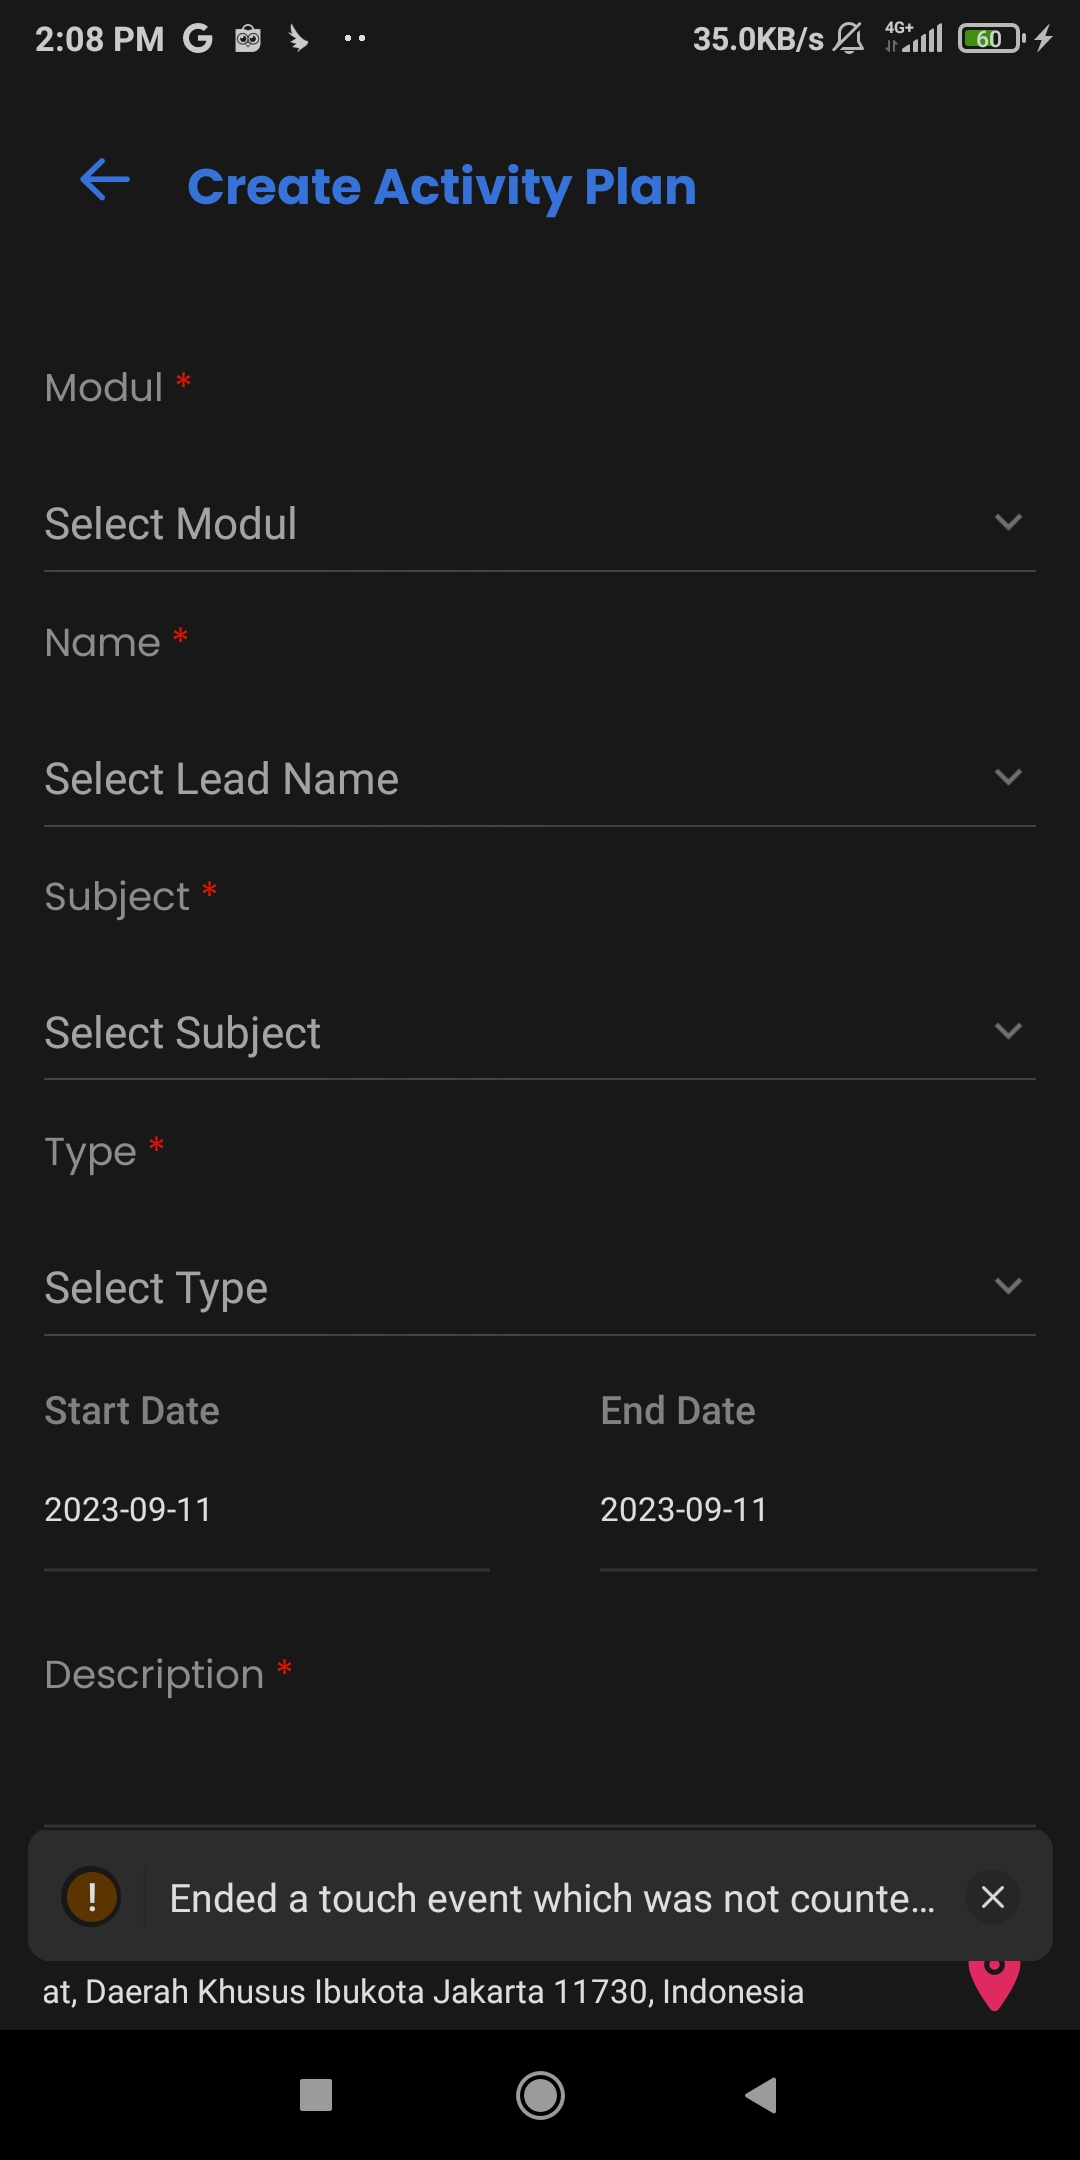 2:08 PM
35.0KB/s 4G+ 60
Create Activity Plan
Modul *
Select Modul
Name *
Select Lead Name
Subject *
Select Subject
Type *
Select Type
Start Date End Date
2023-09-11 2023-09-11
Description *
! Ended a touch event which was not counte...
at, Daerah Khusus Ibukota Jakarta 11730, Indonesia